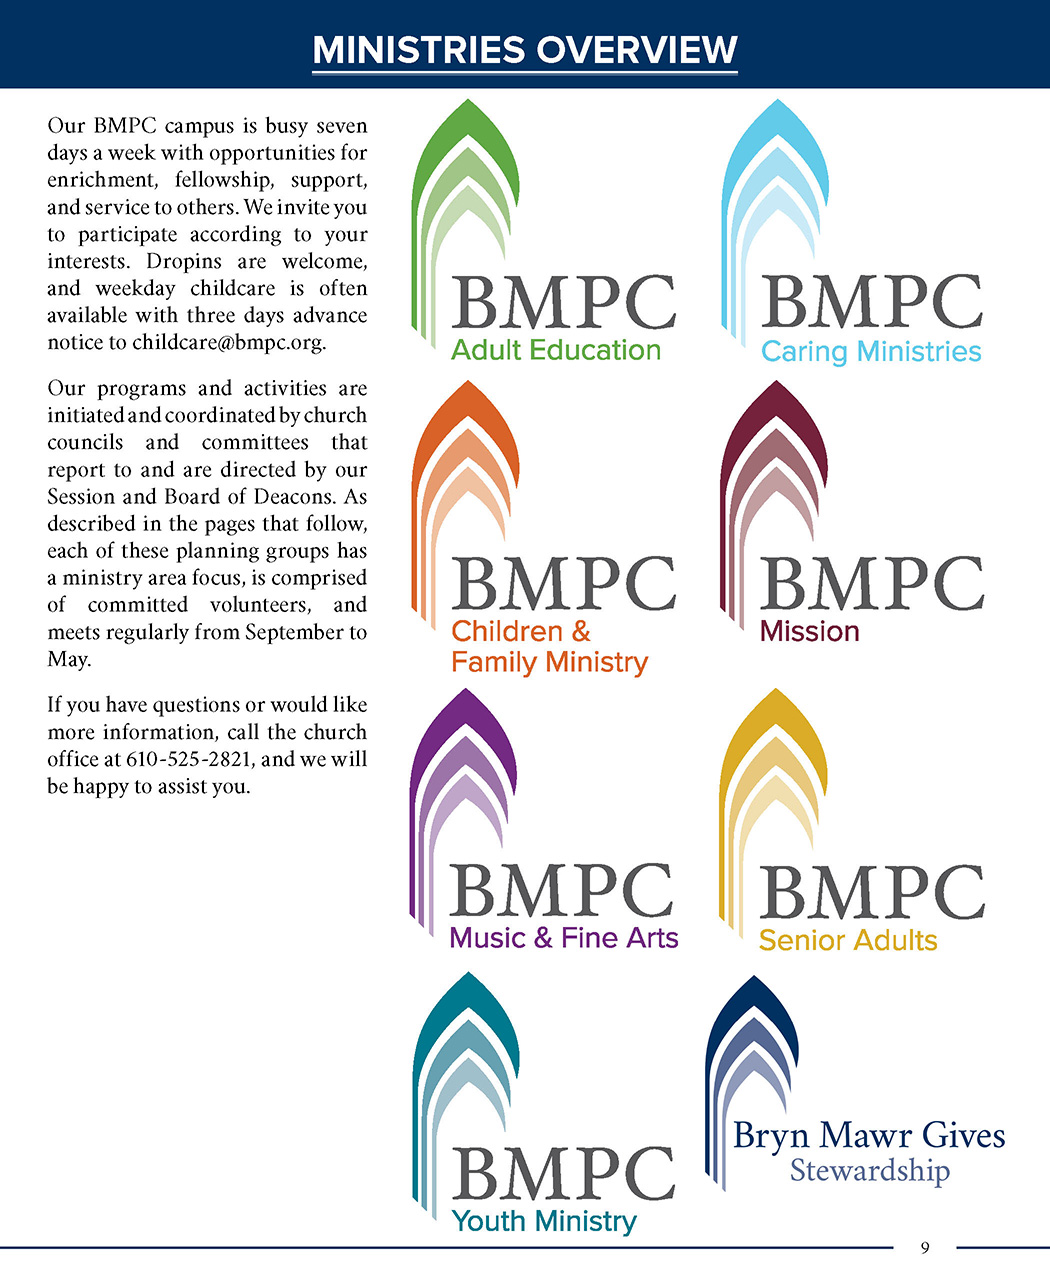 MINISTRIES OVERVIEW
Our BMPC campus is busy seven
days a week with opportunities for
enrichment, fellowship, support,
and service to others. We invite you
to participate according to your
interests. Dropins are welcome,
and weekday childcare is often
available with three days advance
notice to childcare@bmpc.org.
Our programs and activities are
initiated and coordinated by church
councils and committees that
report to and are directed by our
Session and Board of Deacons. As
described in the pages that follow,
each of these planning groups has
a ministry area focus, is comprised
of committed volunteers, and
meets regularly from September to
May.
If you have questions or would like
more information, call the church
office at 610-525-2821, and we will
be happy to assist you.
BMPC
Adult Education
BMPC
Caring Ministries
BMPC
Children &
Family Ministry
BMPC
Mission
BMPC
Music & Fine Arts
BMPC
Senior Adults
BMPC
Youth Ministry
Bryn Mawr Gives
Stewardship
9